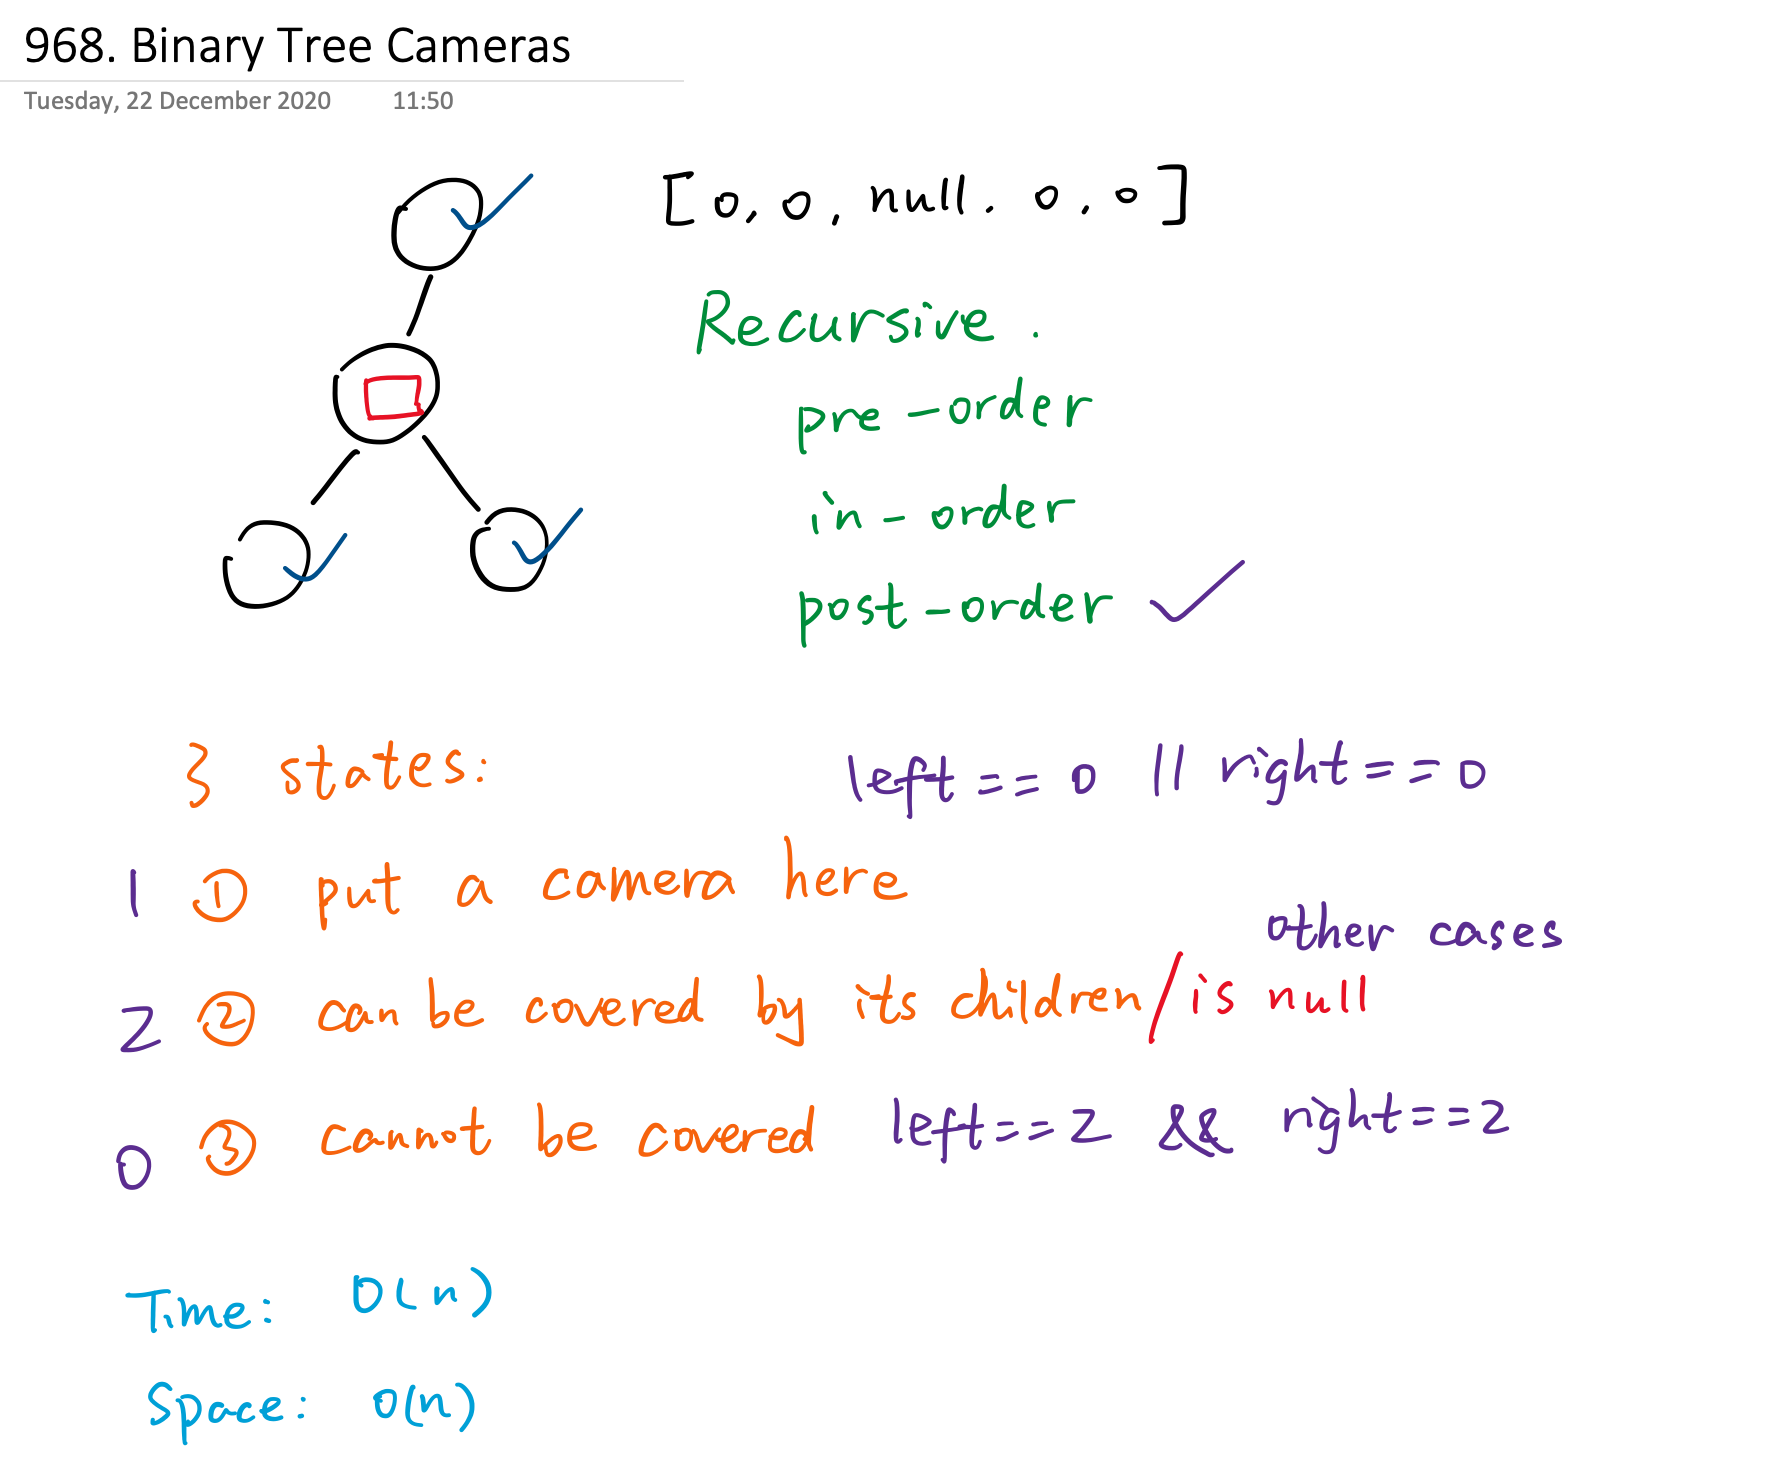 968. Binary Tree Cameras
Tuesday, 22 December 2020 11:50
[0, 0, null. 0, 0]
Recursive.
pre-order
in-order
post-order ✓
3 states:
left == 0 || right == 0
1 ① put a camera here
other cases
2 ② can be covered by its children/is null
0 ③ cannot be covered left==2 && right==2
Time: O(n)
Space: O(n)